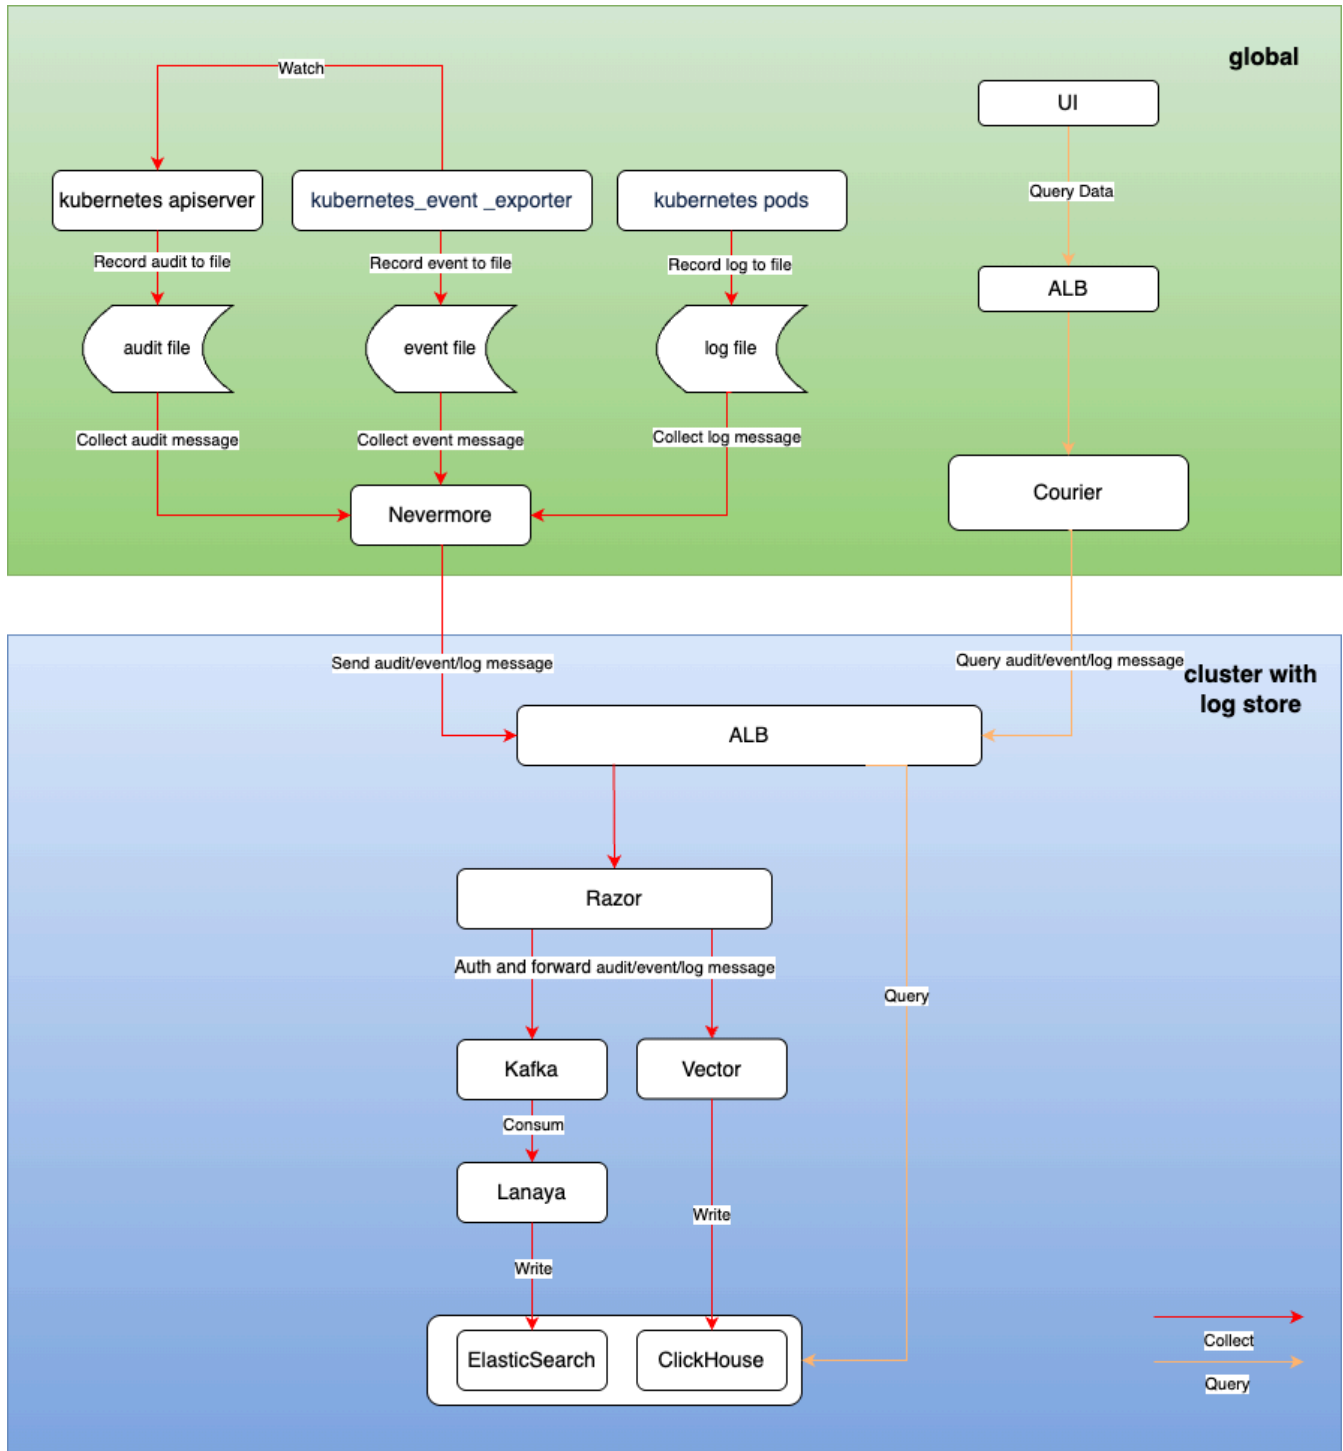 global
Watch
UI
kubernetes apiserver
kubernetes_event _exporter
kubernetes pods
Query Data
Record audit to file
Record event to file
Record log to file
ALB
audit file
event file
log file
Collect audit message
Collect event message
Collect log message
Courier
Nevermore
Send audit/event/log message
Query audit/event/log message
cluster with
log store
ALB
Razor
Auth and forward audit/event/log message
Query
Kafka
Vector
Consum
Lanaya
Write
Write
ElasticSearch
ClickHouse
Collect
Query